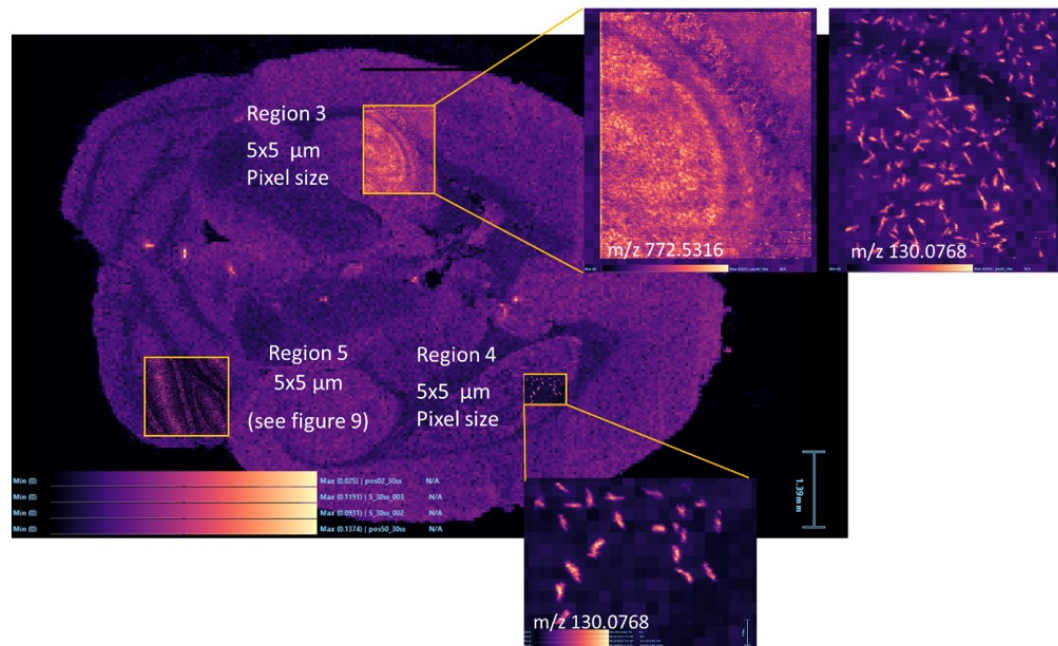 Region 3
5x5 µm
Pixel size
m/z 772.5316
m/z 130.0768
Region 5
5x5 µm
(see figure 9)
Region 4
5x5 µm
Pixel size
Min (0) Max (0.025) | pos02_30ss N/A
Min (0) Max (0.1191) | S_30ss_003 N/A
Min (0) Max (0.0931) | S_30ss_002 N/A
Min (0) Max (0.1374) | pos50_30ss N/A
1.39mm
m/z 130.0768